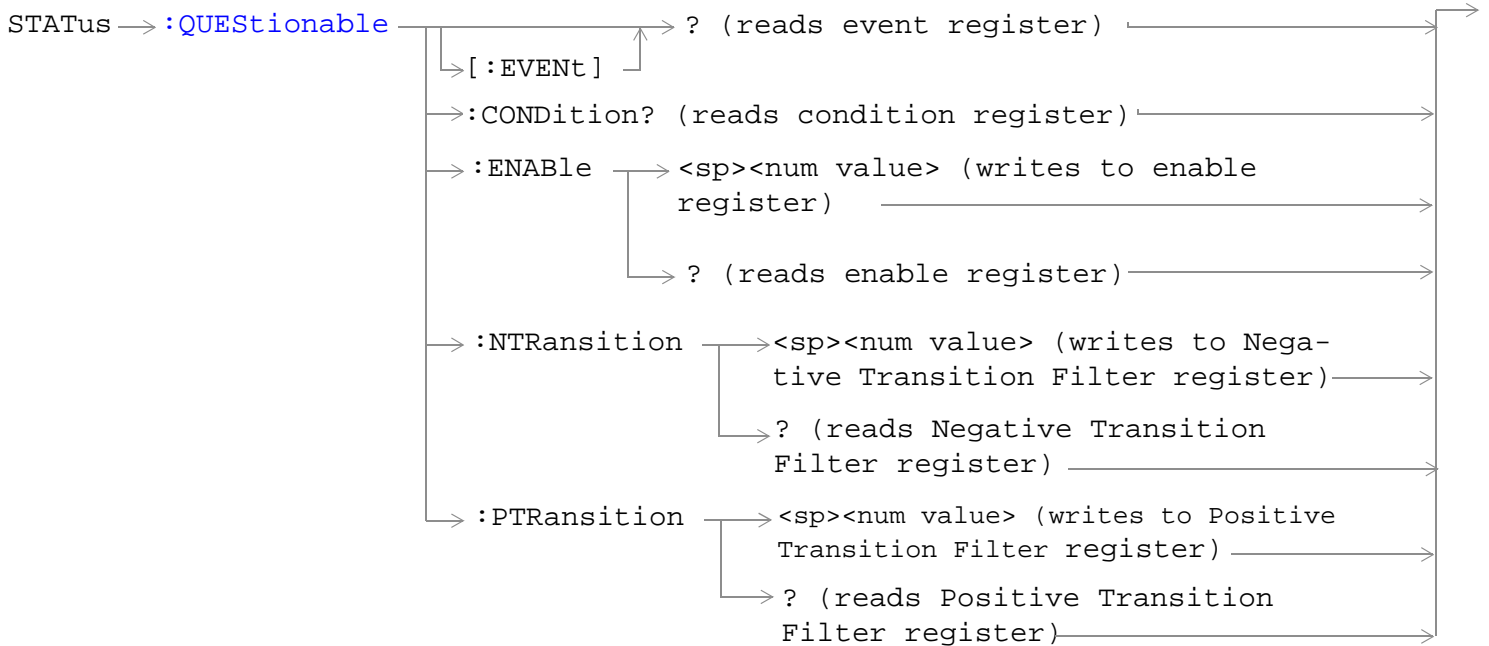 STATus :QUEStionable ? (reads event register)
[:EVENt]
:CONDition? (reads condition register)
:ENABle <sp><num value> (writes to enable
register)
? (reads enable register)
:NTRansition <sp><num value> (writes to Nega-
tive Transition Filter register)
? (reads Negative Transition
Filter register)
:PTRansition <sp><num value> (writes to Positive
Transition Filter register)
? (reads Positive Transition
Filter register)